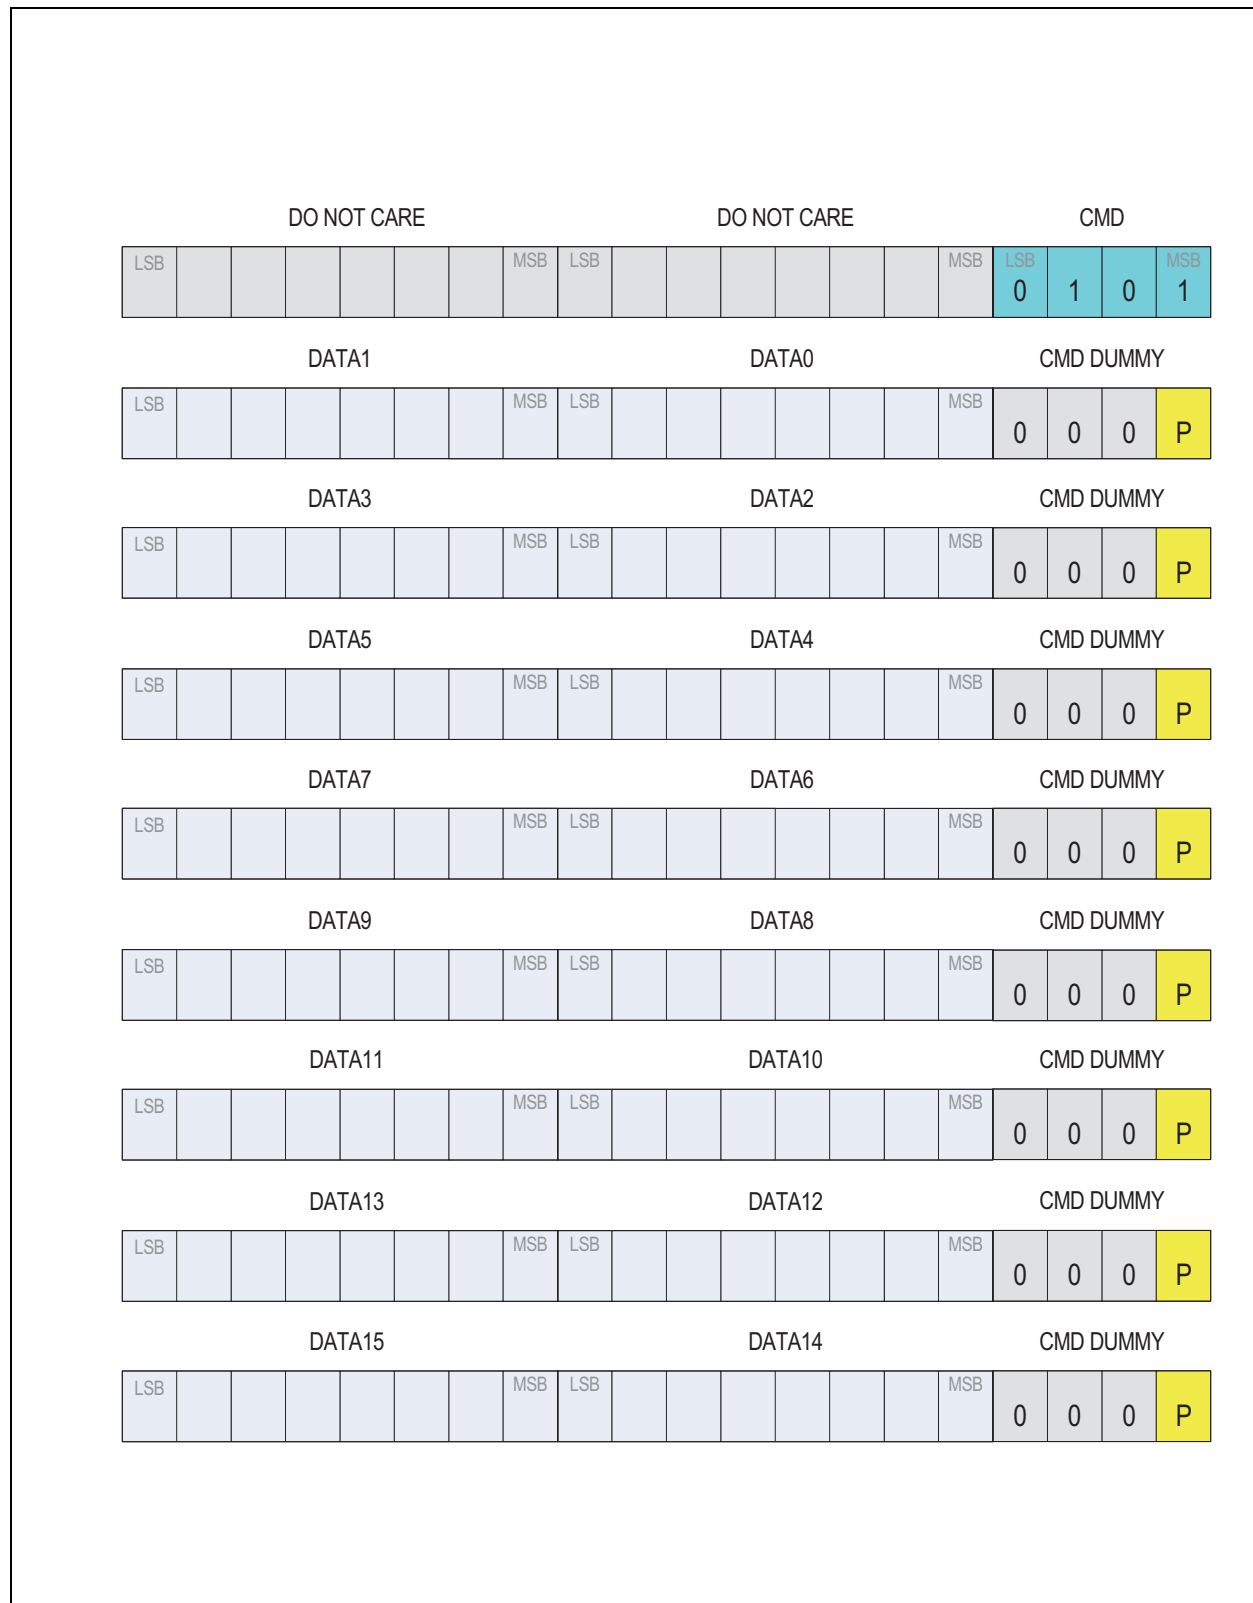 DO NOT CARE DO NOT CARE CMD
LSB MSB LSB MSB LSB MSB
0 1 0 1
DATA1 DATA0 CMD DUMMY
LSB MSB LSB MSB
0 0 0 P
DATA3 DATA2 CMD DUMMY
LSB MSB LSB MSB
0 0 0 P
DATA5 DATA4 CMD DUMMY
LSB MSB LSB MSB
0 0 0 P
DATA7 DATA6 CMD DUMMY
LSB MSB LSB MSB
0 0 0 P
DATA9 DATA8 CMD DUMMY
LSB MSB LSB MSB
0 0 0 P
DATA11 DATA10 CMD DUMMY
LSB MSB LSB MSB
0 0 0 P
DATA13 DATA12 CMD DUMMY
LSB MSB LSB MSB
0 0 0 P
DATA15 DATA14 CMD DUMMY
LSB MSB LSB MSB
0 0 0 P